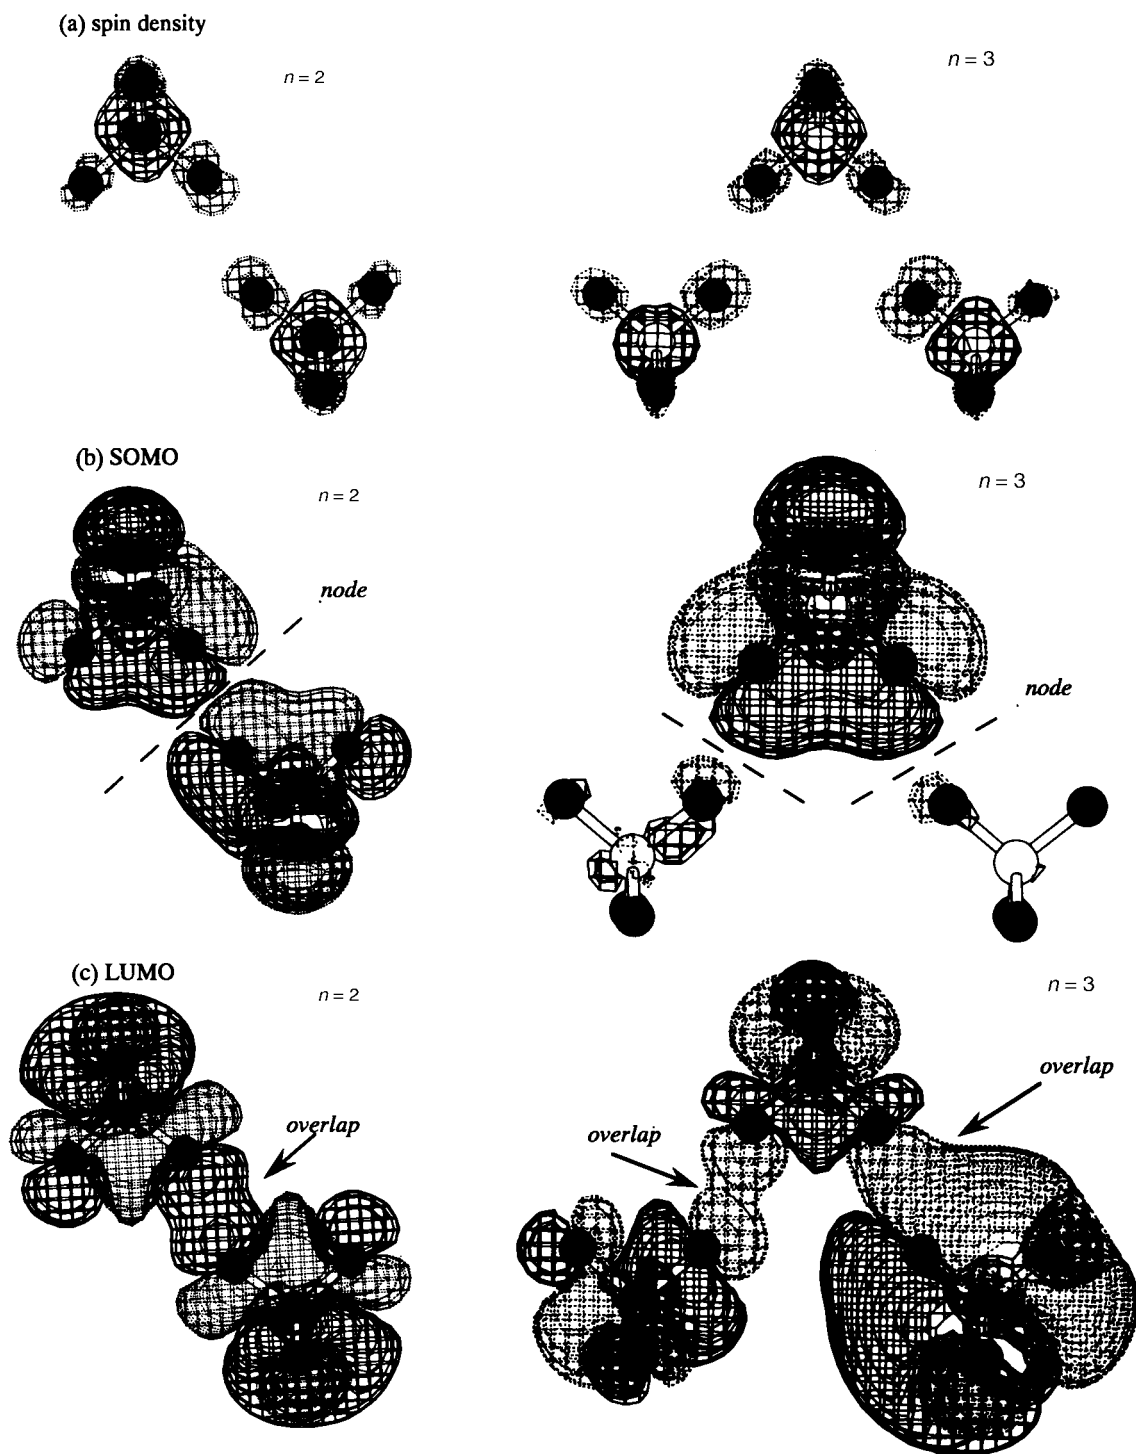 (a) spin density
n = 2
n = 3
(b) SOMO
n = 2
n = 3
node
node
(c) LUMO
n = 2
n = 3
overlap
overlap
overlap